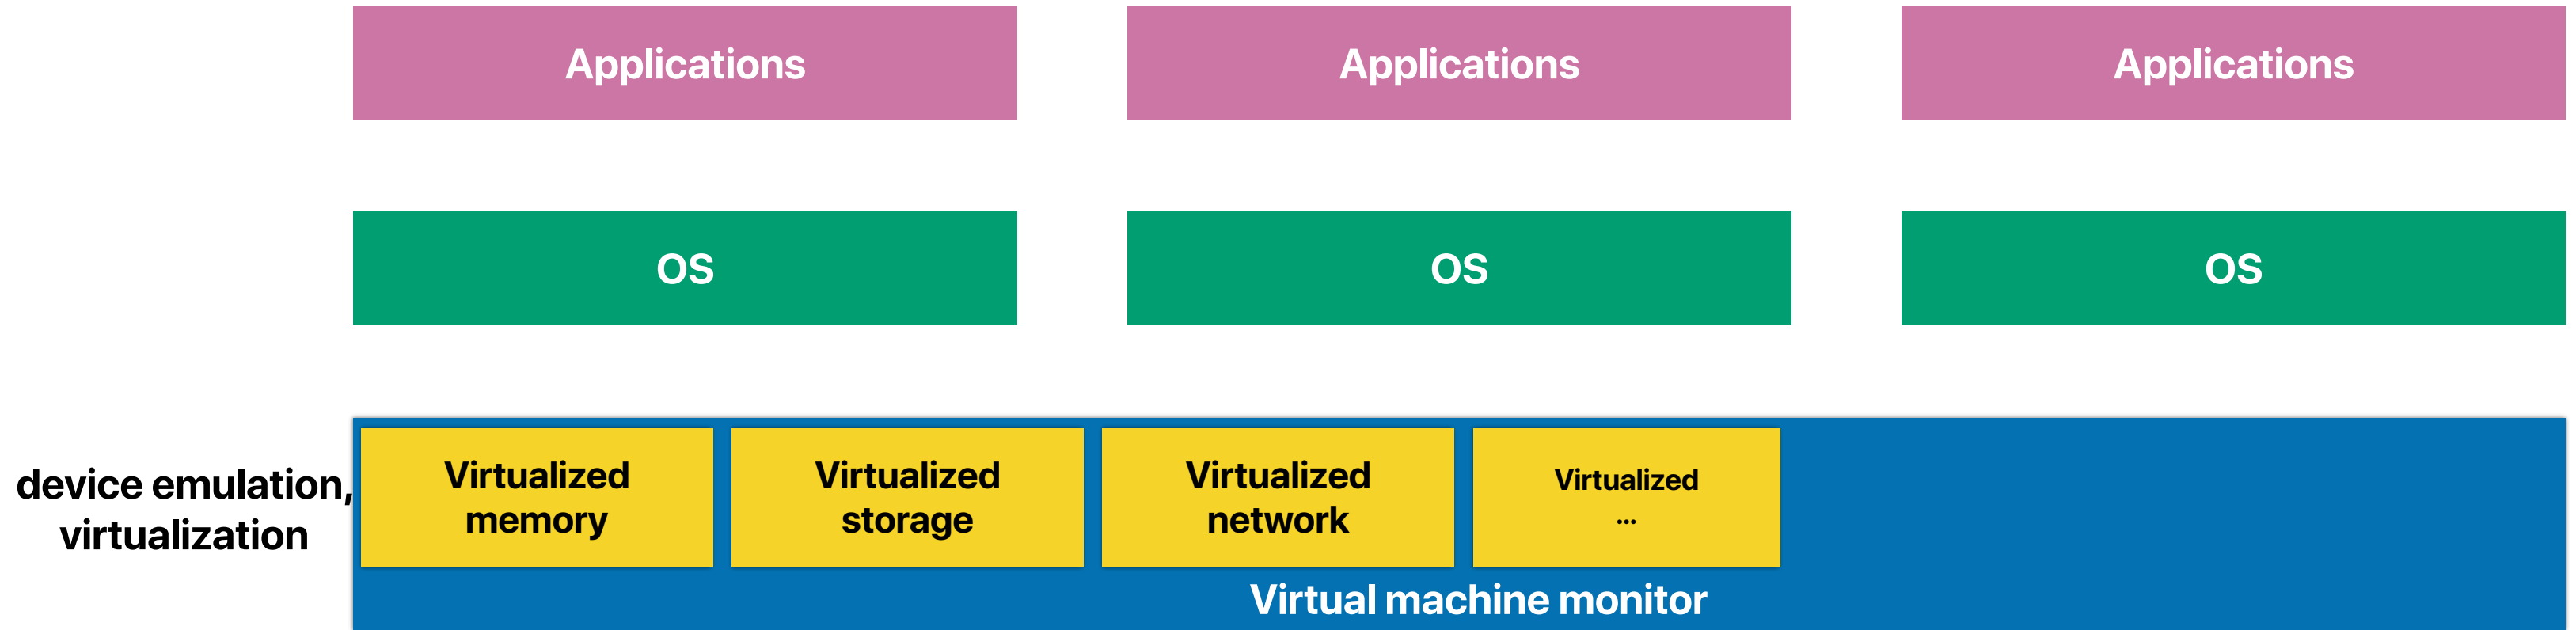 Applications
Applications
Applications
OS
OS
OS
device emulation,
virtualization
Virtualized
memory
Virtualized
storage
Virtualized
network
Virtualized
...
Virtual machine monitor